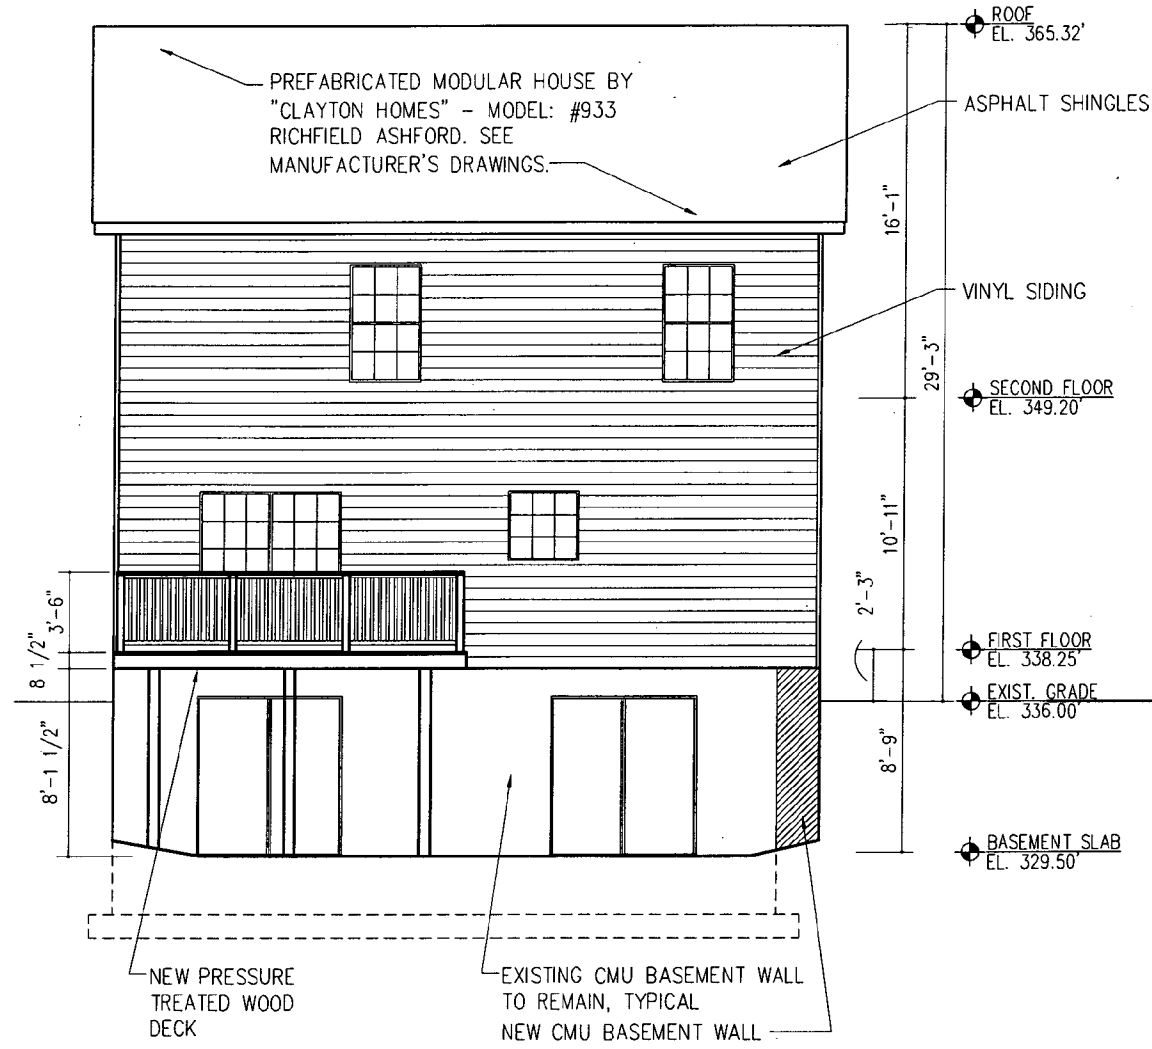 ROOF
EL. 365.32'
PREFABRICATED MODULAR HOUSE BY
"CLAYTON HOMES" - MODEL: #933
RICHFIELD ASHFORD. SEE
MANUFACTURER'S DRAWINGS.
ASPHALT SHINGLES
16'-1"
VINYL SIDING
29'-3"
SECOND FLOOR
EL. 349.20'
10'-11"
2'-3"
3'-6"
8 1/2"
FIRST FLOOR
EL. 338.25'
EXIST. GRADE
EL. 336.00'
8'-1 1/2"
8'-9"
BASEMENT SLAB
EL. 329.50'
NEW PRESSURE
TREATED WOOD
DECK
EXISTING CMU BASEMENT WALL
TO REMAIN, TYPICAL
NEW CMU BASEMENT WALL